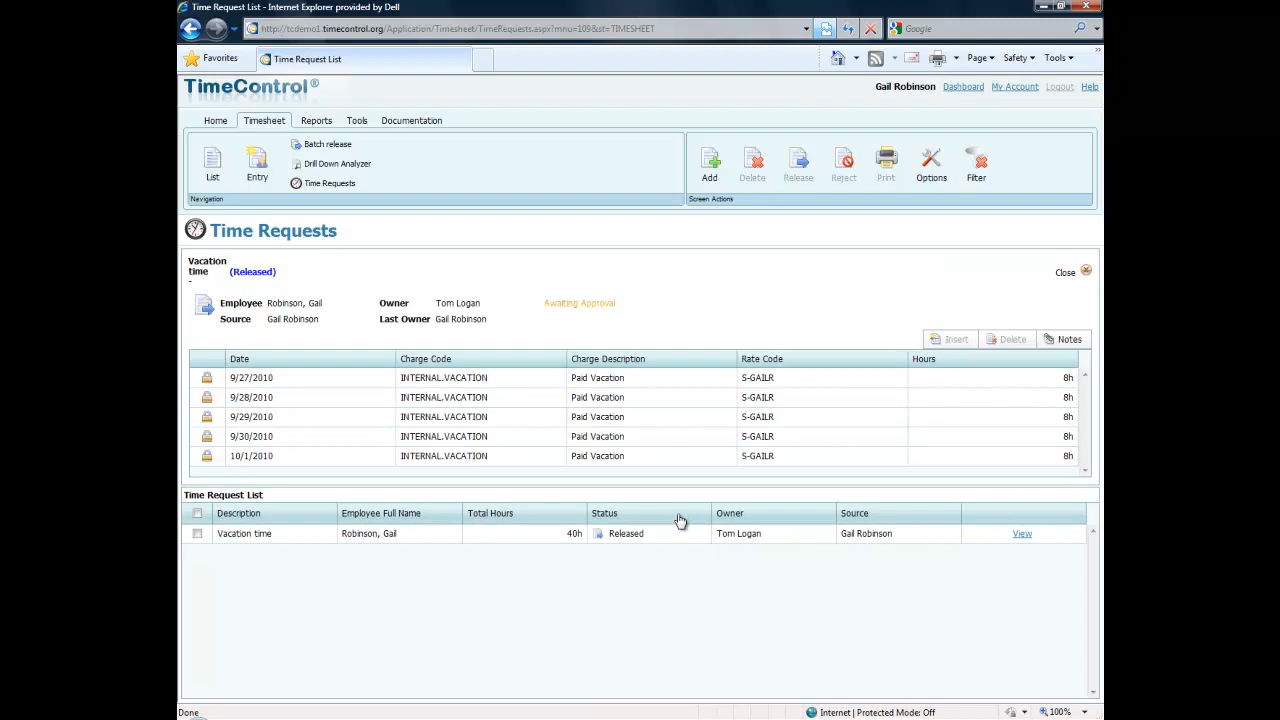 Time Request List - Internet Explorer provided by Dell
http://tcdemo1.timecontrol.org/Application/Timesheet/TimeRequests.aspx?mnu=109&st=TIMESHEET
Google
Favorites
Time Request List
Page
Safety
Tools
TimeControl ®
Gail Robinson Dashboard My Account Logout Help
Home Timesheet Reports Tools Documentation
List
Entry
Batch release
Drill Down Analyzer
Time Requests
Navigation
Add Delete Release Reject Print Options Filter
Screen Actions
Time Requests
Vacation
time (Released)
-
Close
Employee Robinson, Gail Owner Tom Logan Awaiting Approval
Source Gail Robinson Last Owner Gail Robinson
Insert Delete Notes
Date Charge Code Charge Description Rate Code Hours
9/27/2010 INTERNAL.VACATION Paid Vacation S-GAILR 8h
9/28/2010 INTERNAL.VACATION Paid Vacation S-GAILR 8h
9/29/2010 INTERNAL.VACATION Paid Vacation S-GAILR 8h
9/30/2010 INTERNAL.VACATION Paid Vacation S-GAILR 8h
10/1/2010 INTERNAL.VACATION Paid Vacation S-GAILR 8h
Time Request List
Description Employee Full Name Total Hours Status Owner Source
Vacation time Robinson, Gail 40h Released Tom Logan Gail Robinson View
Done
Internet | Protected Mode: Off
100%